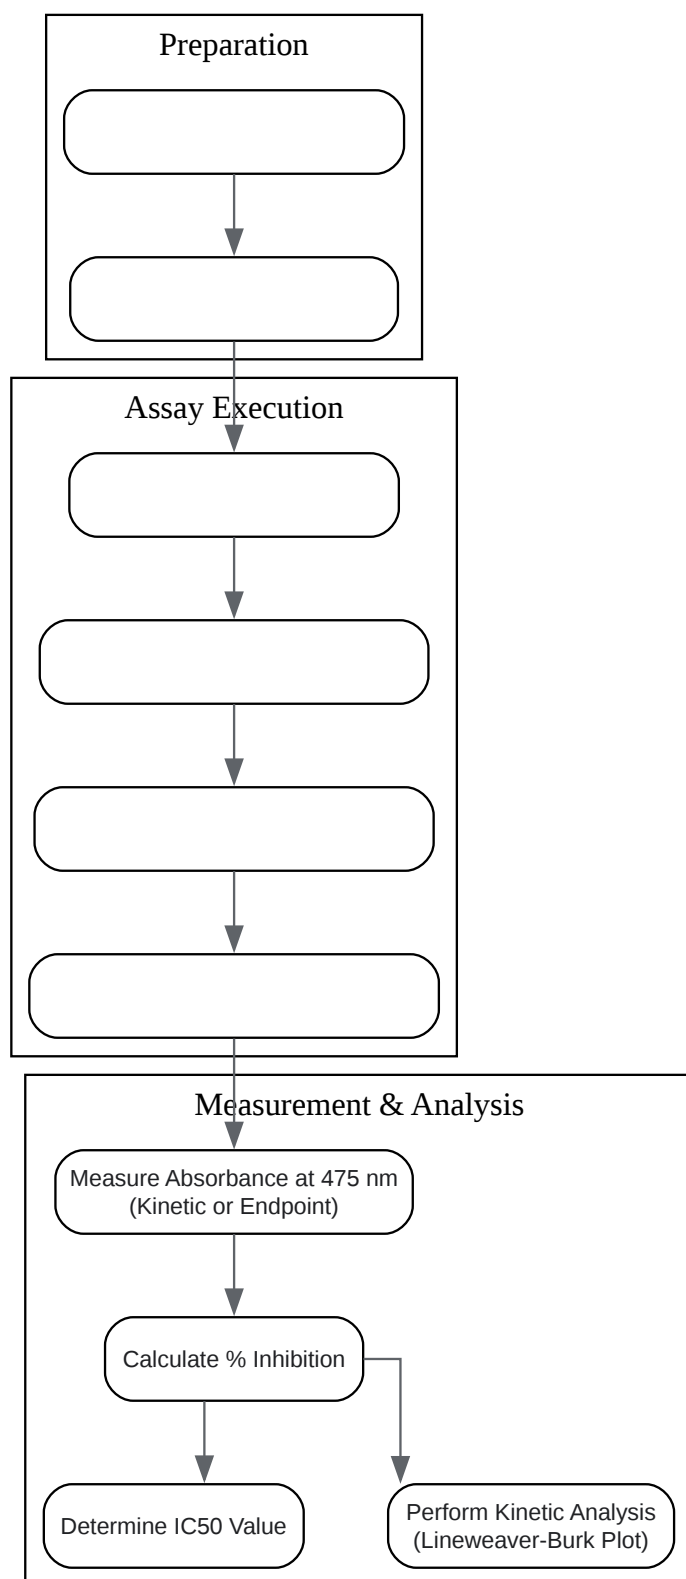 Preparation
Assay Execution
Measurement & Analysis
Measure Absorbance at 475 nm
(Kinetic or Endpoint)
Calculate % Inhibition
Determine IC50 Value
Perform Kinetic Analysis
(Lineweaver-Burk Plot)